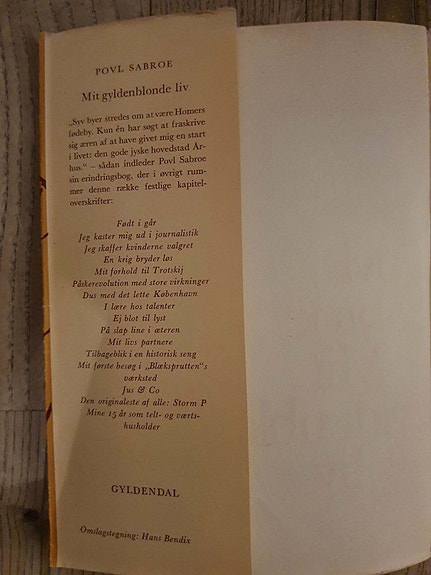 POVL SABROE
Mit gyldenblonde liv
„Syv byer stredes om at være Homers
fødeby. Kun én har søgt at fraskrive
sig æren af at have givet mig en start
i livet: den gode jyske hovedstad År-
hus.“ – sådan indleder Povl Sabroe
sin erindringsbog, der i øvrigt rum-
mer denne række festlige kapitel-
overskrifter:
Født i går
Jeg kaster mig ud i journalistik
Jeg skaffer kvinderne valgret
En krig bryder løs
Mit forhold til Trotskij
Påskerevolution med store virkninger
Dus med det lette København
I lære hos talenter
Ej blot til lyst
På slap line i æteren
Mit livs partnere
Tilbageblik i en historisk seng
Mit første besøg i „Blæksprutten“s
værksted
Jus & Co
Den originaleste af alle: Storm P
Mine 15 år som telt- og værts-
husholder
GYLDENDAL
Omslagstegning: Hans Bendix